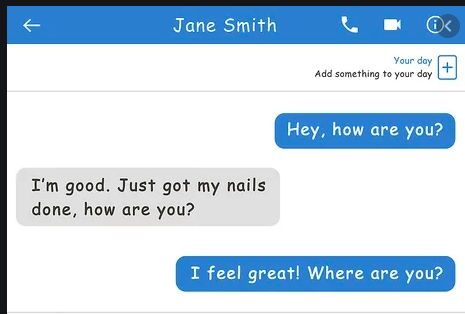 Jane Smith
Your day
Add something to your day
Hey, how are you?
I'm good. Just got my nails
done, how are you?
I feel great! Where are you?